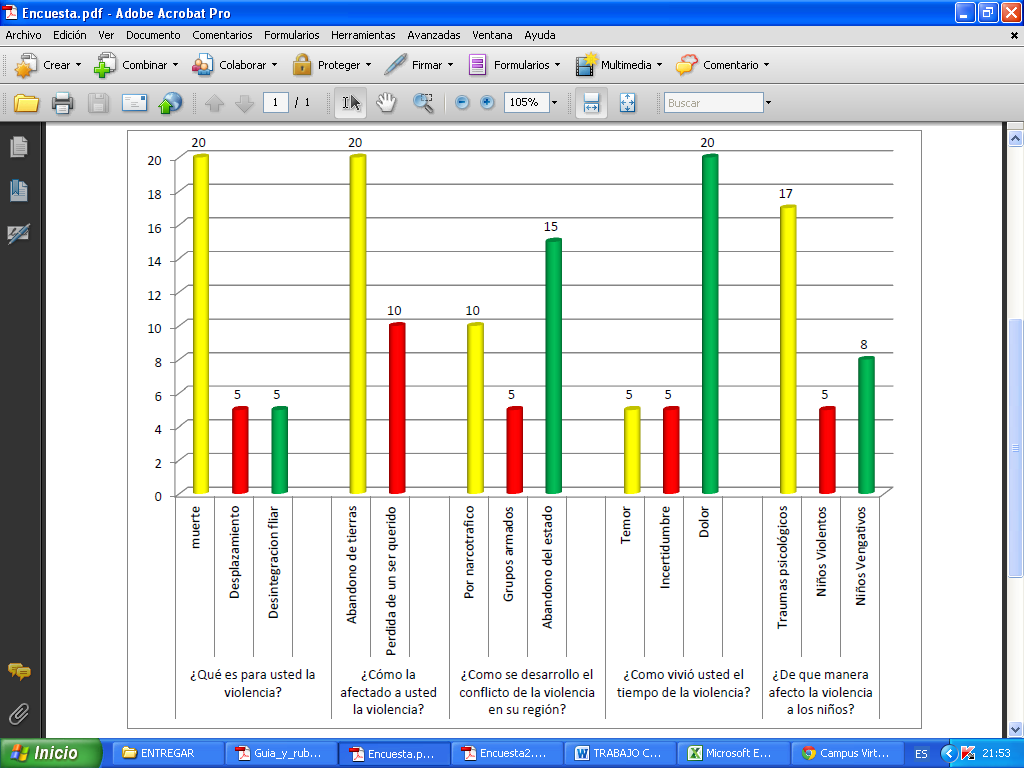 Encuesta.pdf - Adobe Acrobat Pro
Archivo Edición Ver Documento Comentarios Formularios Herramientas Avanzadas Ventana Ayuda
Crear Combinar Colaborar Proteger Firmar Formularios Multimedia Comentario
1 / 1 105% Buscar
20 20 20
20
18 17
16 15
14
12
10 10 10
8 8
6 5 5 5 5 5 5
4
2
0
muerte
Desplazamiento
Desintegracion fliar
Abandono de tierras
Perdida de un ser querido
Por narcotrafico
Grupos armados
Abandono del estado
Temor
Incertidumbre
Dolor
Traumas psicológicos
Niños Violentos
Niños Vengativos
¿Qué es para usted la
violencia?
¿Cómo la
afectado a usted
la violencia?
¿Como se desarrollo el
conflicto de la violencia
en su región?
¿Como vivió usted el
tiempo de la violencia?
¿De que manera
afecto la violencia
a los niños?
Inicio ENTREGAR Guia_y_rub... Encuesta.p... Encuesta2.... TRABAJO C... Microsoft E... Campus Virt... ES 21:53